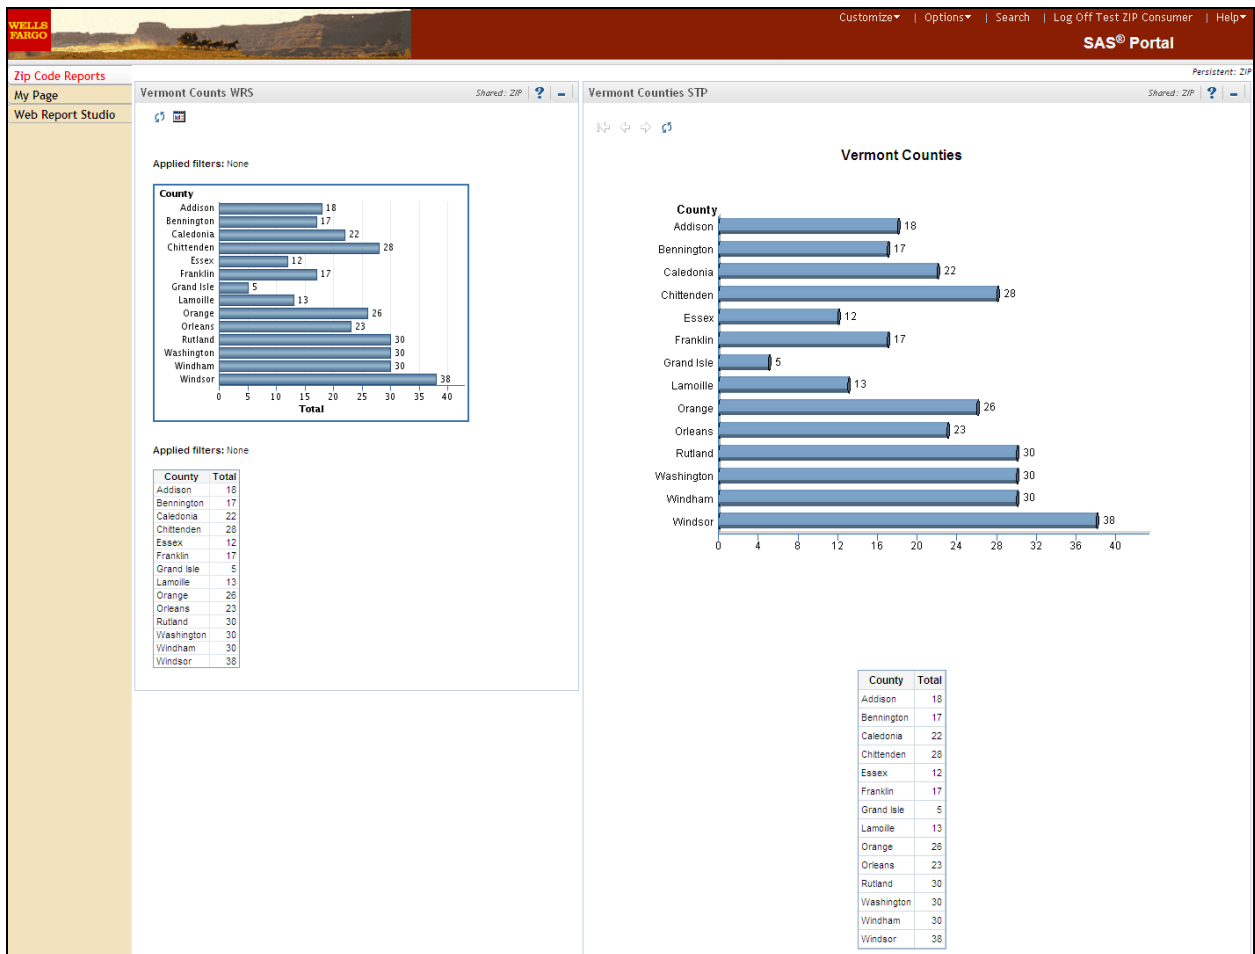 WELLS
FARGO
Customize | Options | Search | Log Off Test ZIP Consumer | Help
SAS® Portal
Persistent: ZIP
Zip Code Reports
My Page
Web Report Studio
Vermont Counts WRS
Shared: ZIP
?
Applied filters: None
County
Addison 18
Bennington 17
Caledonia 22
Chittenden 28
Essex 12
Franklin 17
Grand Isle 5
Lamoille 13
Orange 26
Orleans 23
Rutland 30
Washington 30
Windham 30
Windsor 38
0 5 10 15 20 25 30 35 40
Total
Applied filters: None
County Total
Addison 18
Bennington 17
Caledonia 22
Chittenden 28
Essex 12
Franklin 17
Grand Isle 5
Lamoille 13
Orange 26
Orleans 23
Rutland 30
Washington 30
Windham 30
Windsor 38
Vermont Counties STP
Shared: ZIP
?
Vermont Counties
County
Addison 18
Bennington 17
Caledonia 22
Chittenden 28
Essex 12
Franklin 17
Grand Isle 5
Lamoille 13
Orange 26
Orleans 23
Rutland 30
Washington 30
Windham 30
Windsor 38
0 4 8 12 16 20 24 28 32 36 40
County Total
Addison 18
Bennington 17
Caledonia 22
Chittenden 28
Essex 12
Franklin 17
Grand Isle 5
Lamoille 13
Orange 26
Orleans 23
Rutland 30
Washington 30
Windham 30
Windsor 38